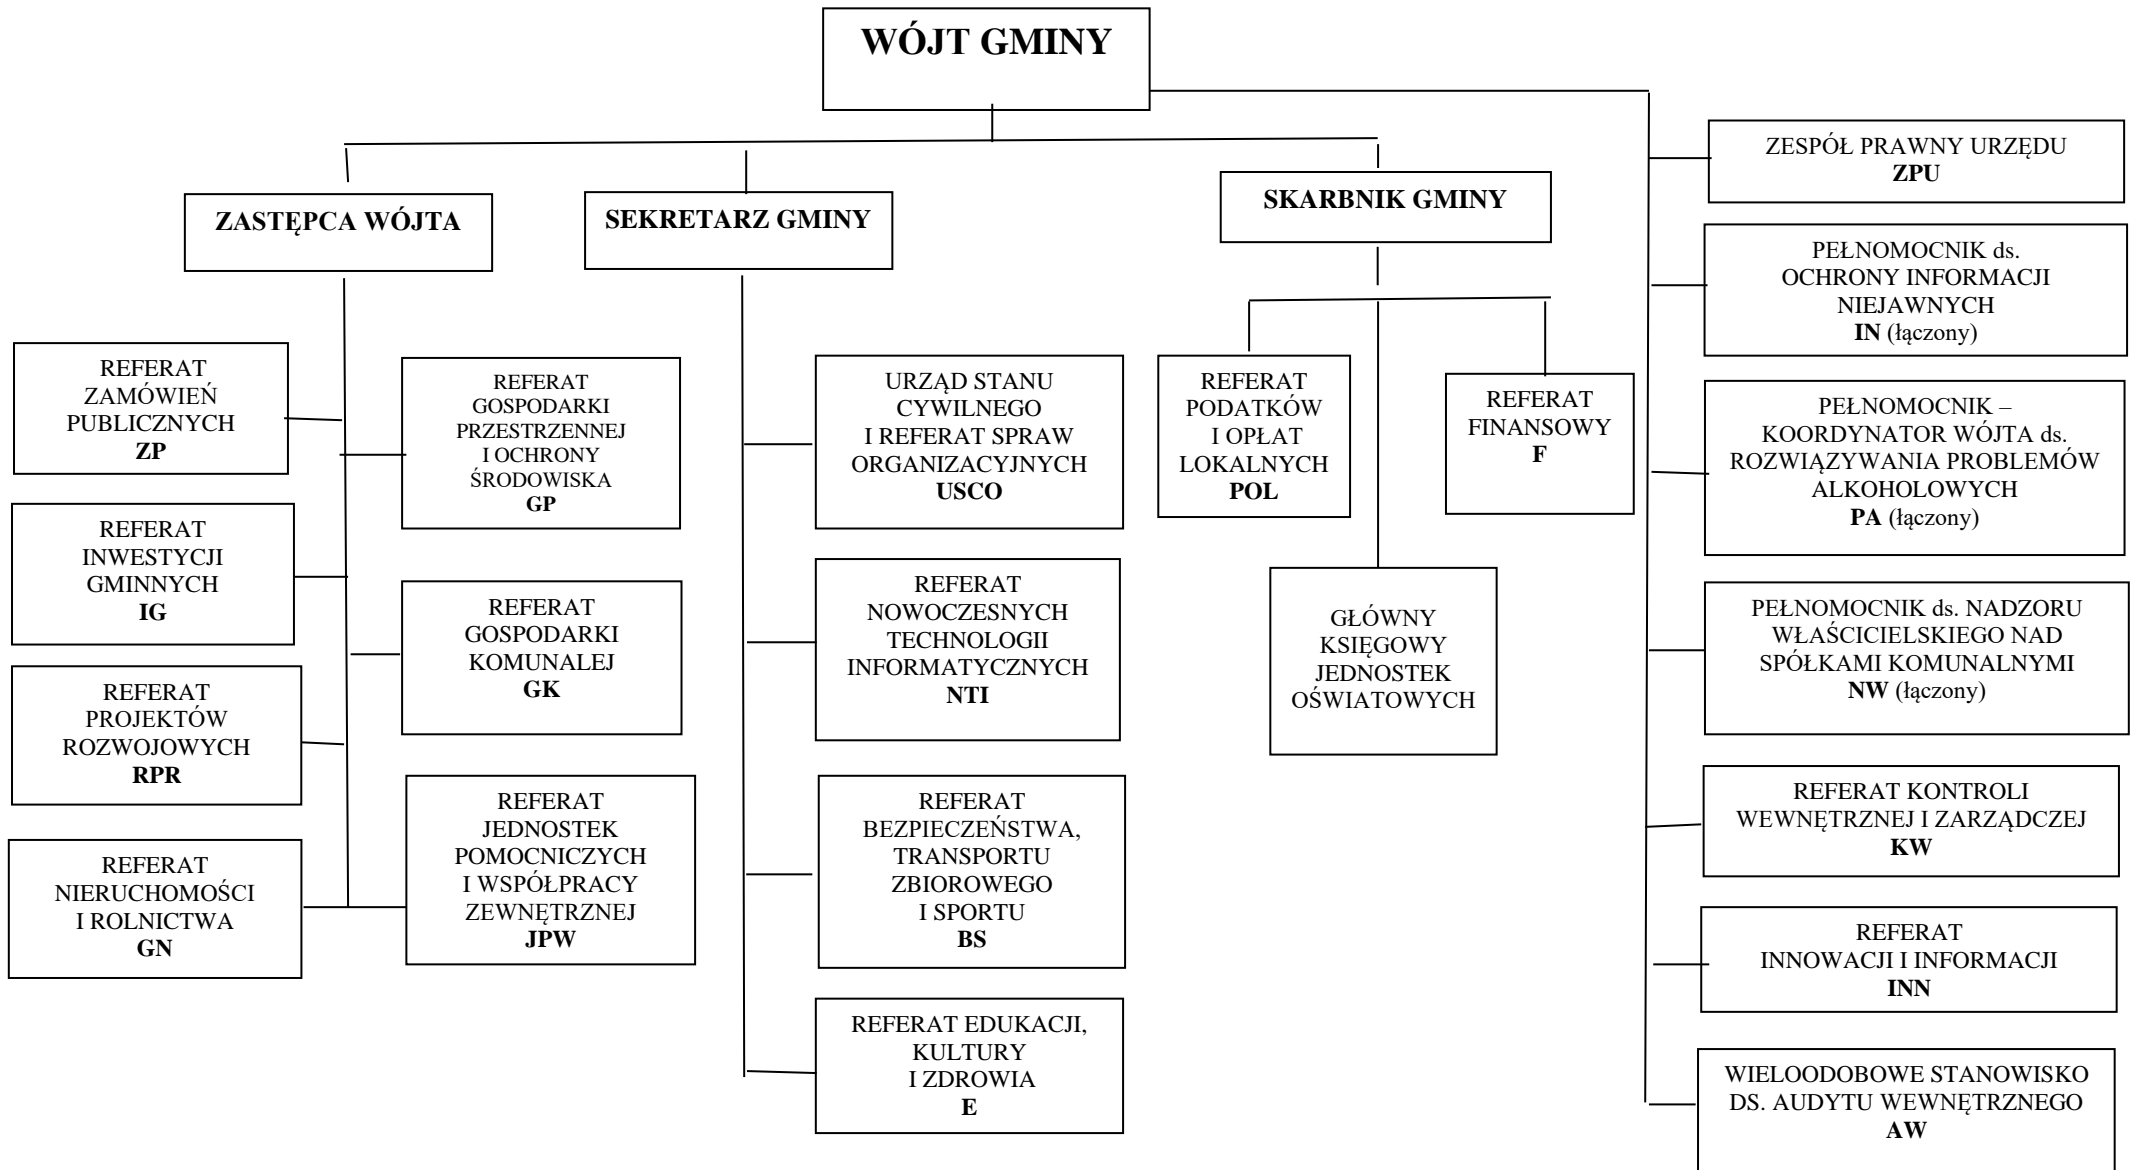 WÓJT GMINY
ZASTĘPCA WÓJTA
SEKRETARZ GMINY
SKARBNIK GMINY
REFERAT
ZAMÓWIEŃ
PUBLICZNYCH
ZP
REFERAT
INWESTYCJI
GMINNYCH
IG
REFERAT
PROJEKTÓW
ROZWOJOWYCH
RPR
REFERAT
NIERUCHOMOŚCI
I ROLNICTWA
GN
REFERAT
GOSPODARKI
PRZESTRZENNEJ
I OCHRONY
ŚRODOWISKA
GP
REFERAT
GOSPODARKI
KOMUNALEJ
GK
REFERAT
JEDNOSTEK
POMOCNICZYCH
I WSPÓŁPRACY
ZEWNĘTRZNEJ
JPW
URZĄD STANU
CYWILNEGO
I REFERAT SPRAW
ORGANIZACYJNYCH
USCO
REFERAT
NOWOCZESNYCH
TECHNOLOGII
INFORMATYCZNYCH
NTI
REFERAT
BEZPIECZEŃSTWA,
TRANSPORTU
ZBIOROWEGO
I SPORTU
BS
REFERAT EDUKACJI,
KULTURY
I ZDROWIA
E
REFERAT
PODATKÓW
I OPŁAT
LOKALNYCH
POL
GŁÓWNY
KSIĘGOWY
JEDNOSTEK
OŚWIATOWYCH
REFERAT
FINANSOWY
F
ZESPÓŁ PRAWNY URZĘDU
ZPU
PEŁNOMOCNIK ds.
OCHRONY INFORMACJI
NIEJAWNYCH
IN (łączony)
PEŁNOMOCNIK –
KOORDYNATOR WÓJTA ds.
ROZWIĄZYWANIA PROBLEMÓW
ALKOHOLOWYCH
PA (łączony)
PEŁNOMOCNIK ds. NADZORU
WŁAŚCICIELSKIEGO NAD
SPÓŁKAMI KOMUNALNYMI
NW (łączony)
REFERAT KONTROLI
WEWNĘTRZNEJ I ZARZĄDCZEJ
KW
REFERAT
INNOWACJI I INFORMACJI
INN
WIELOODOBOWE STANOWISKO
DS. AUDYTU WEWNĘTRZNEGO
AW